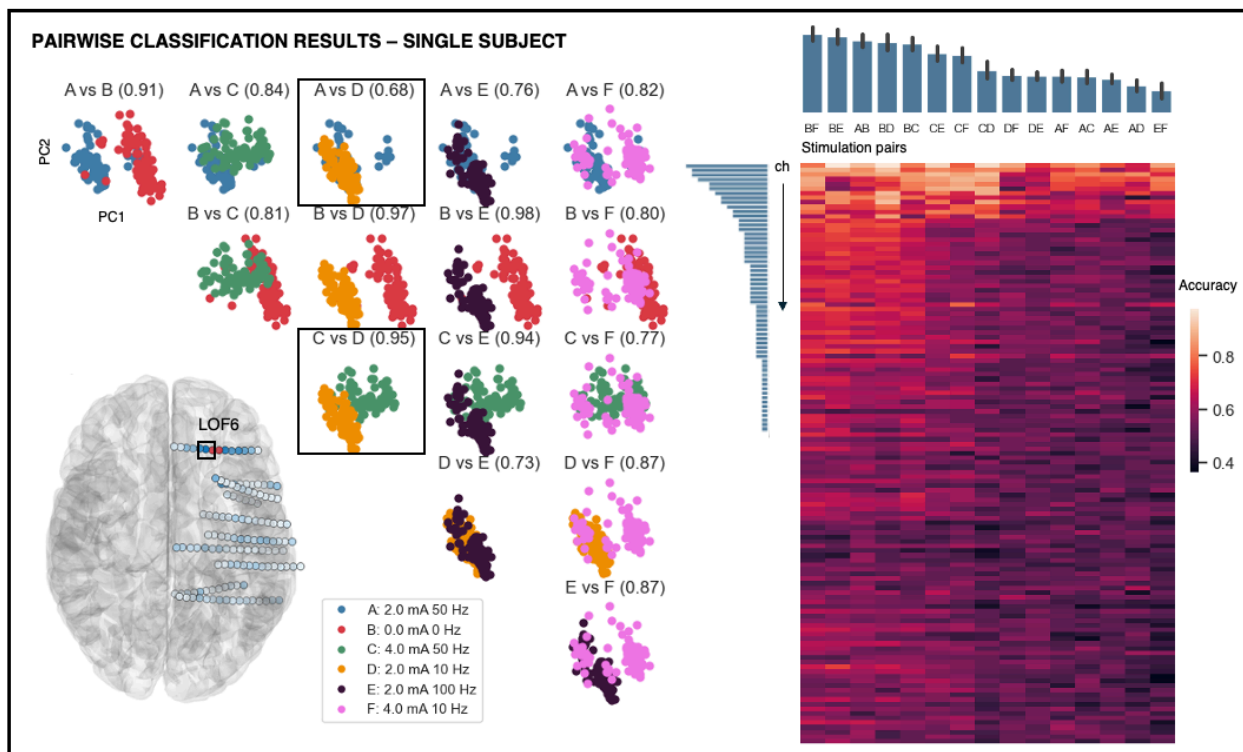 PAIRWISE CLASSIFICATION RESULTS – SINGLE SUBJECT
A vs B (0.91)
A vs C (0.84)
A vs D (0.68)
A vs E (0.76)
A vs F (0.82)
PC2
PC1
B vs C (0.81)
B vs D (0.97)
B vs E (0.98)
B vs F (0.80)
C vs D (0.95)
C vs E (0.94)
C vs F (0.77)
LOF6
D vs E (0.73)
D vs F (0.87)
E vs F (0.87)
A: 2.0 mA 50 Hz
B: 0.0 mA 0 Hz
C: 4.0 mA 50 Hz
D: 2.0 mA 10 Hz
E: 2.0 mA 100 Hz
F: 4.0 mA 10 Hz
BF BE AB BD BC CE CF CD DF DE AF AC AE AD EF
Stimulation pairs
ch
Accuracy
0.8
0.6
0.4